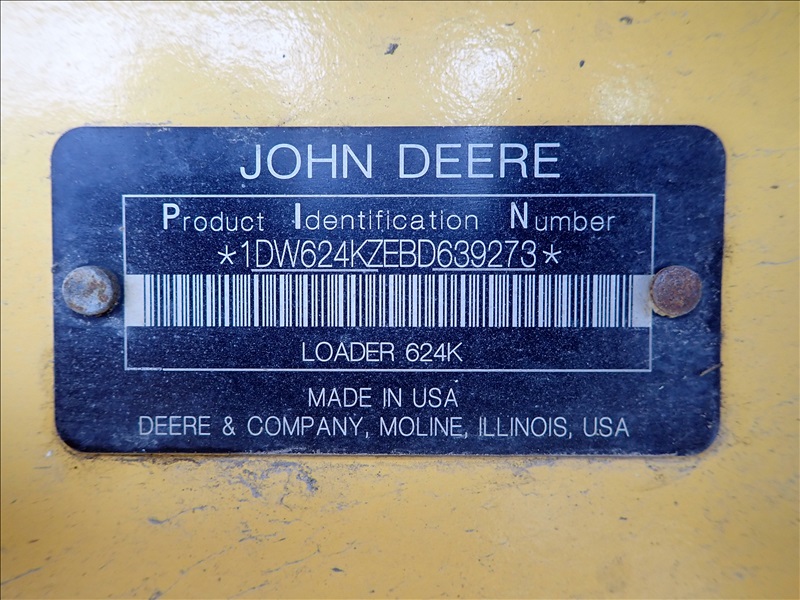 JOHN DEERE
Product Identification Number
*1DW624KZEBD639273*
LOADER 624K
MADE IN USA
DEERE & COMPANY, MOLINE, ILLINOIS, USA